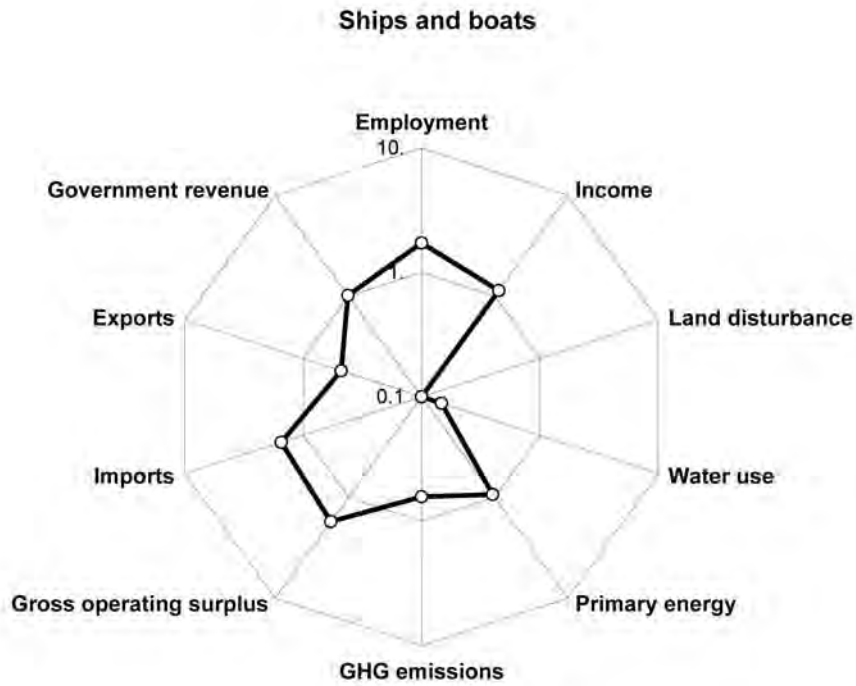 Ships and boats
Employment
10.
Government revenue
Income
1.
Exports
Land disturbance
0.1
Imports
Water use
Gross operating surplus
Primary energy
GHG emissions